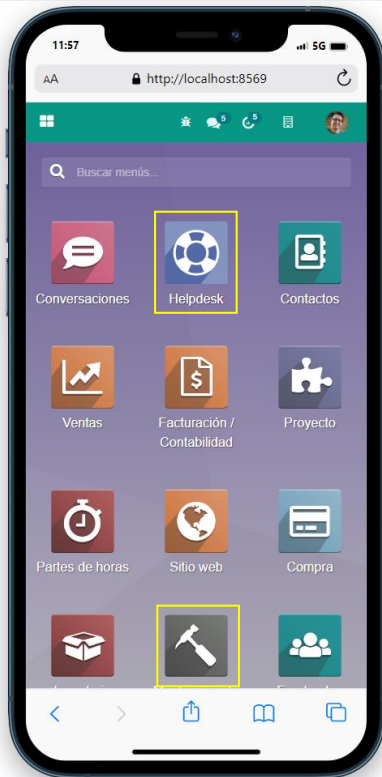 11:57
5G
AA
http://localhost:8569
5
5
Buscar menús...
Conversaciones
Helpdesk
Contactos
Ventas
Facturación /
Contabilidad
Proyecto
$
Partes de horas
Sitio web
Compra